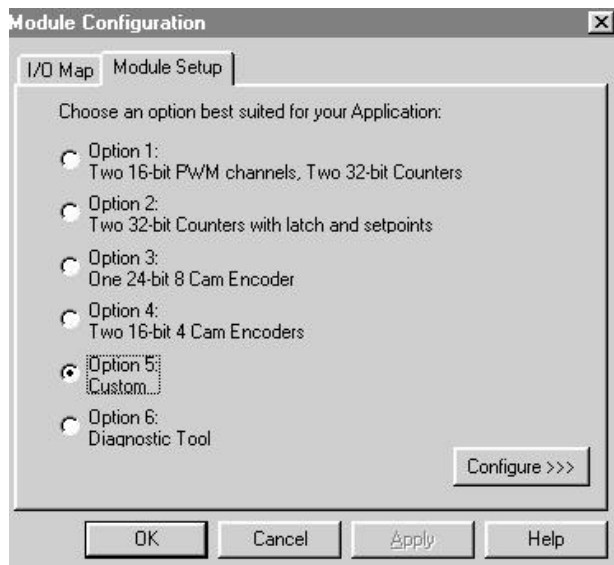 Module Configuration
I/O Map
Module Setup
Choose an option best suited for your Application:
Option 1:
Two 16-bit PWM channels, Two 32-bit Counters
Option 2:
Two 32-bit Counters with latch and setpoints
Option 3:
One 24-bit 8 Cam Encoder
Option 4:
Two 16-bit 4 Cam Encoders
Option 5:
Custom
Option 6:
Diagnostic Tool
Configure >>>
OK
Cancel
Apply
Help